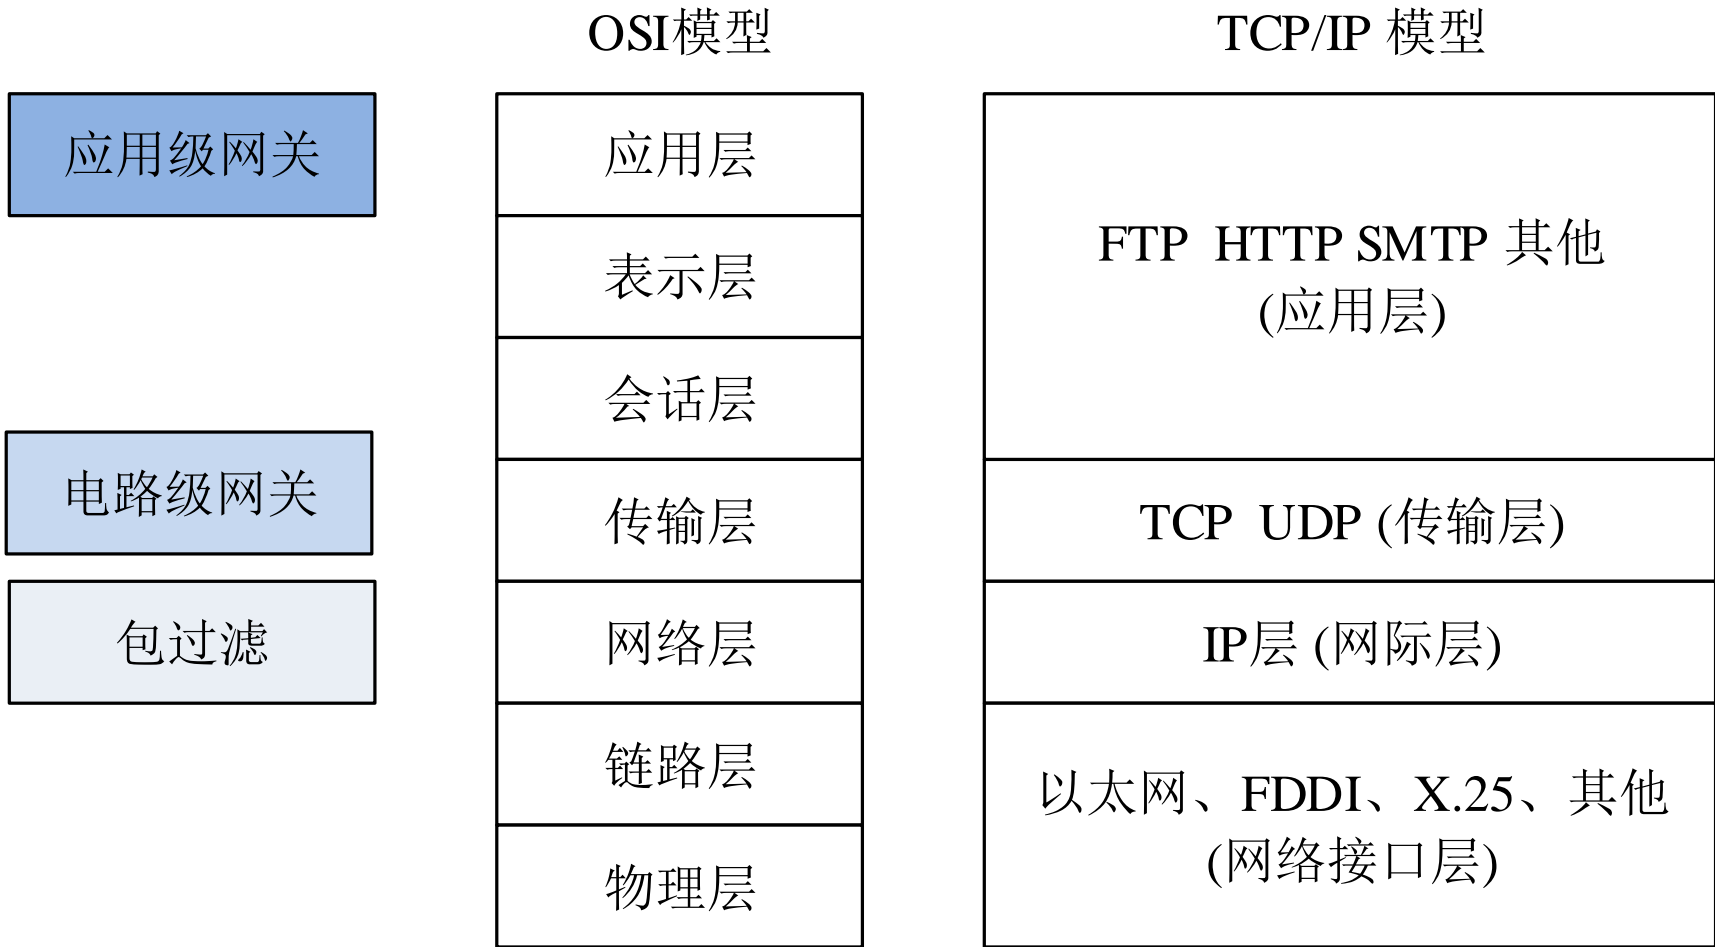 OSI模型
TCP/IP 模型
应用级网关
电路级网关
包过滤
应用层
表示层
会话层
传输层
网络层
链路层
物理层
FTP HTTP SMTP 其他
(应用层)
TCP UDP (传输层)
IP层 (网际层)
以太网、FDDI、X.25、其他
(网络接口层)